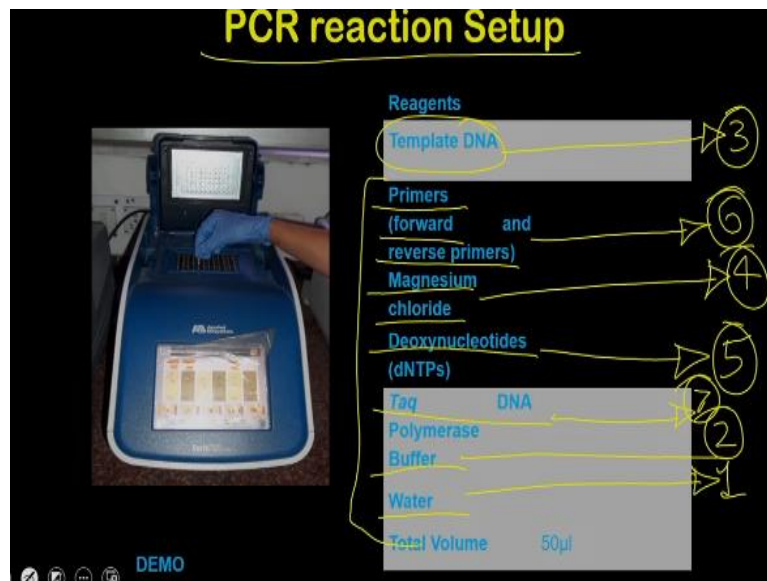 PCR reaction Setup
Reagents
Template DNA
3
Primers
(forward and
6
reverse primers)
Magnesium
4
chloride
Deoxynucleotides
5
(dNTPs)
Taq DNA
7
Polymerase
2
Buffer
1
Water
Total Volume 50µl
DEMO